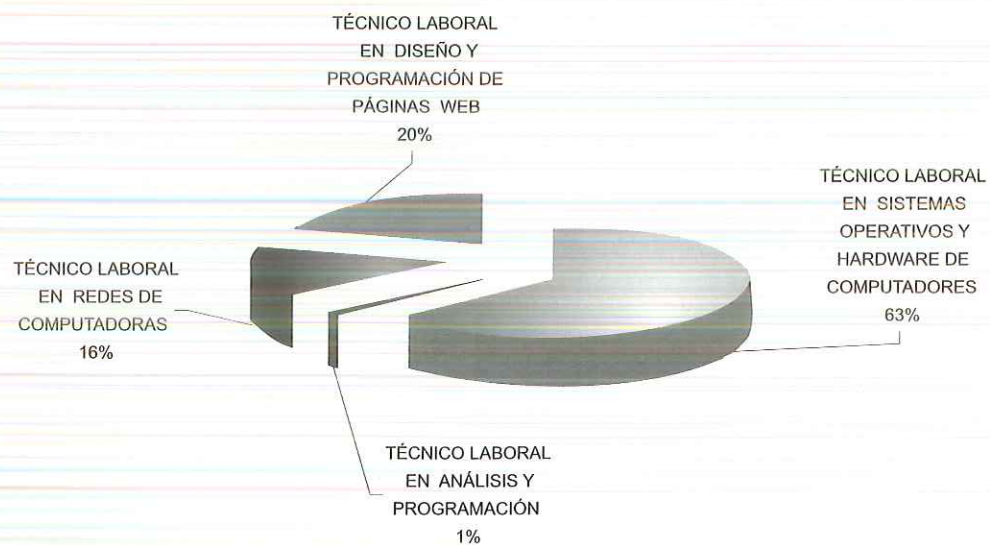 TÉCNICO LABORAL
EN DISEÑO Y
PROGRAMACIÓN DE
PÁGINAS WEB
20%
TÉCNICO LABORAL
EN SISTEMAS
OPERATIVOS Y
HARDWARE DE
COMPUTADORES
63%
TÉCNICO LABORAL
EN REDES DE
COMPUTADORAS
16%
TÉCNICO LABORAL
EN ANÁLISIS Y
PROGRAMACIÓN
1%